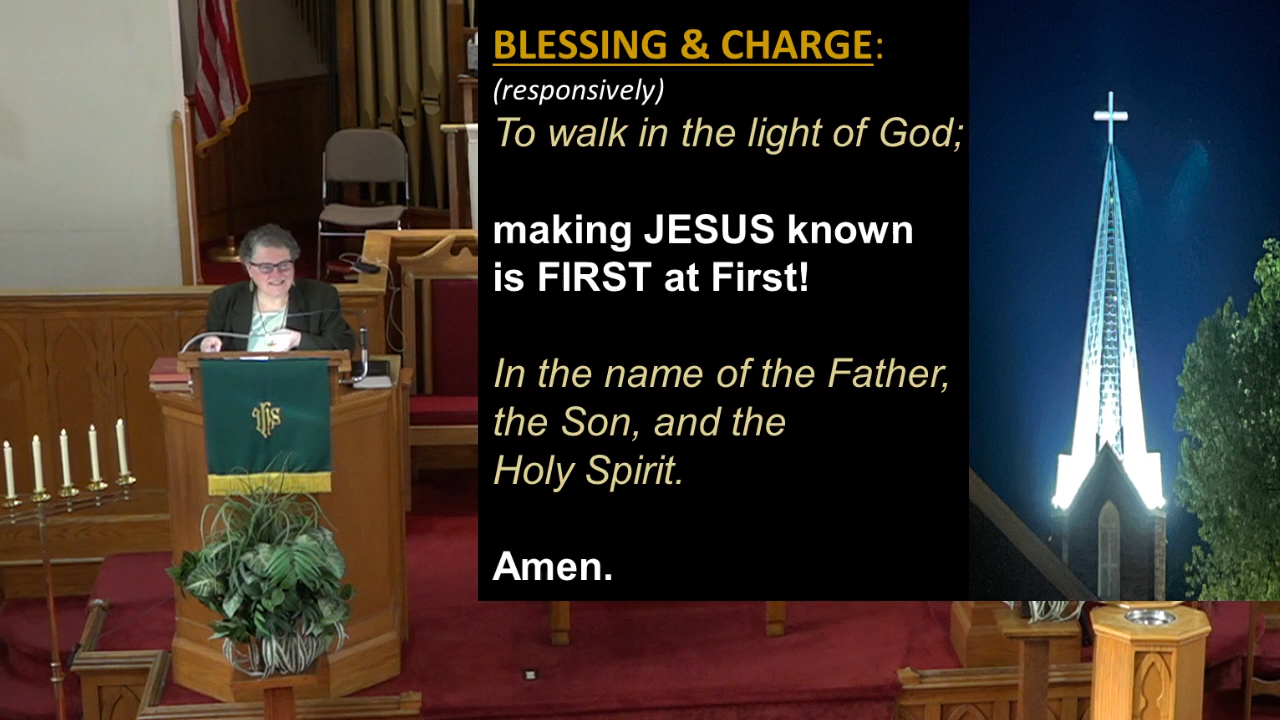 BLESSING & CHARGE:
(responsively)
To walk in the light of God;
making JESUS known
is FIRST at First!
In the name of the Father,
the Son, and the
Holy Spirit.
Amen.
IHS